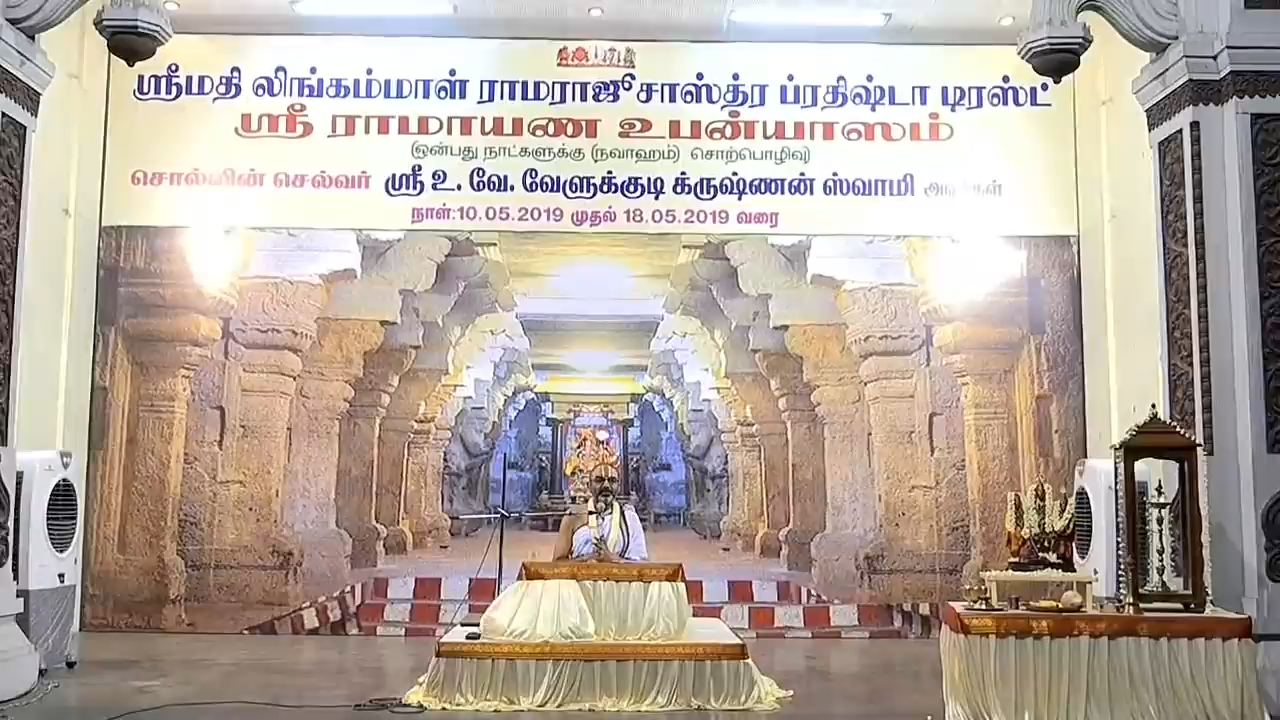 ஸ்ரீமதி லிங்கம்மாள் ராமராஜூ சாஸ்த்ர ப்ரதிஷ்டா டிரஸ்ட்
ஸ்ரீ ராமாயண உபன்யாஸம்
(ஒன்பது நாட்களுக்கு (நவாஹம்) சொற்பொழிவு)
சொல்லின் செல்வர் ஸ்ரீ உ. வே. வேளுக்குடி க்ருஷ்ணன் ஸ்வாமி
நாள்:10.05.2019 முதல் 18.05.2019 வரை